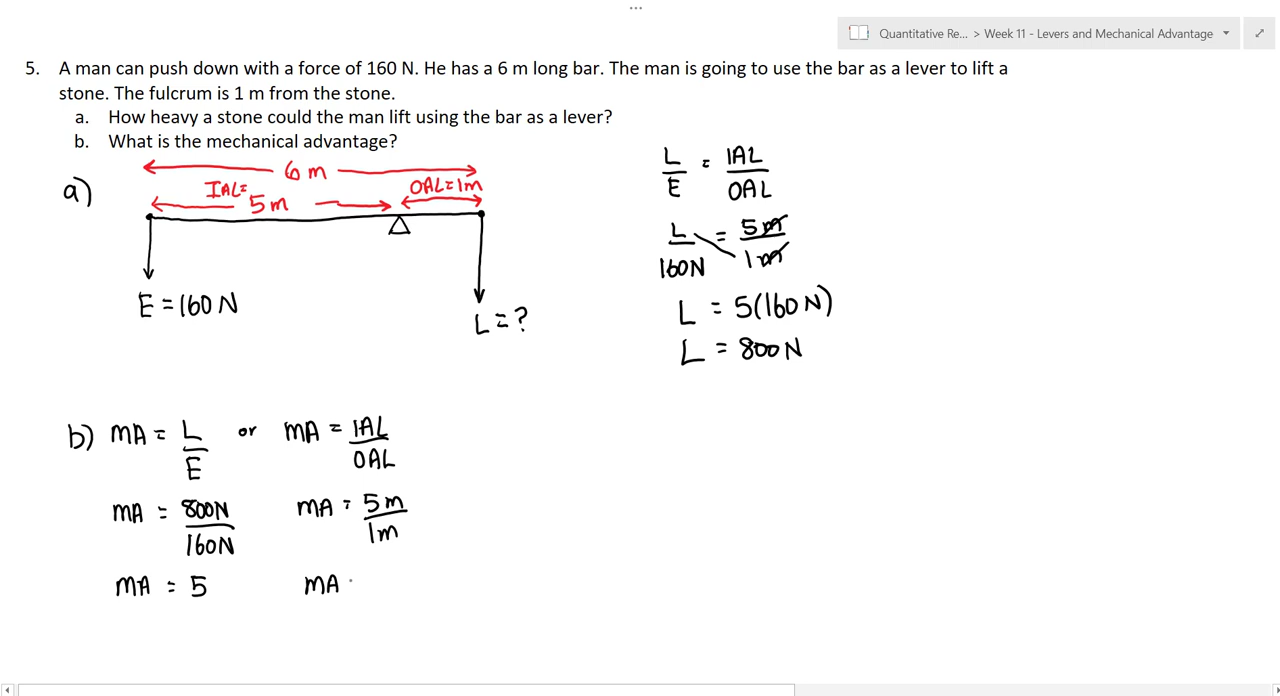 Quantitative Re... > Week 11 - Levers and Mechanical Advantage
5. A man can push down with a force of 160 N. He has a 6 m long bar. The man is going to use the bar as a lever to lift a
stone. The fulcrum is 1 m from the stone.
a. How heavy a stone could the man lift using the bar as a lever?
b. What is the mechanical advantage?
a)
6 m
IAL=
5 m
OAL=1m
E = 160 N
L = ?
L/E = IAL/OAL
L/160N = 5m/1m
L = 5(160 N)
L = 800 N
b) MA = L/E or MA = IAL/OAL
MA = 800N/160N MA = 5m/1m
MA = 5 MA